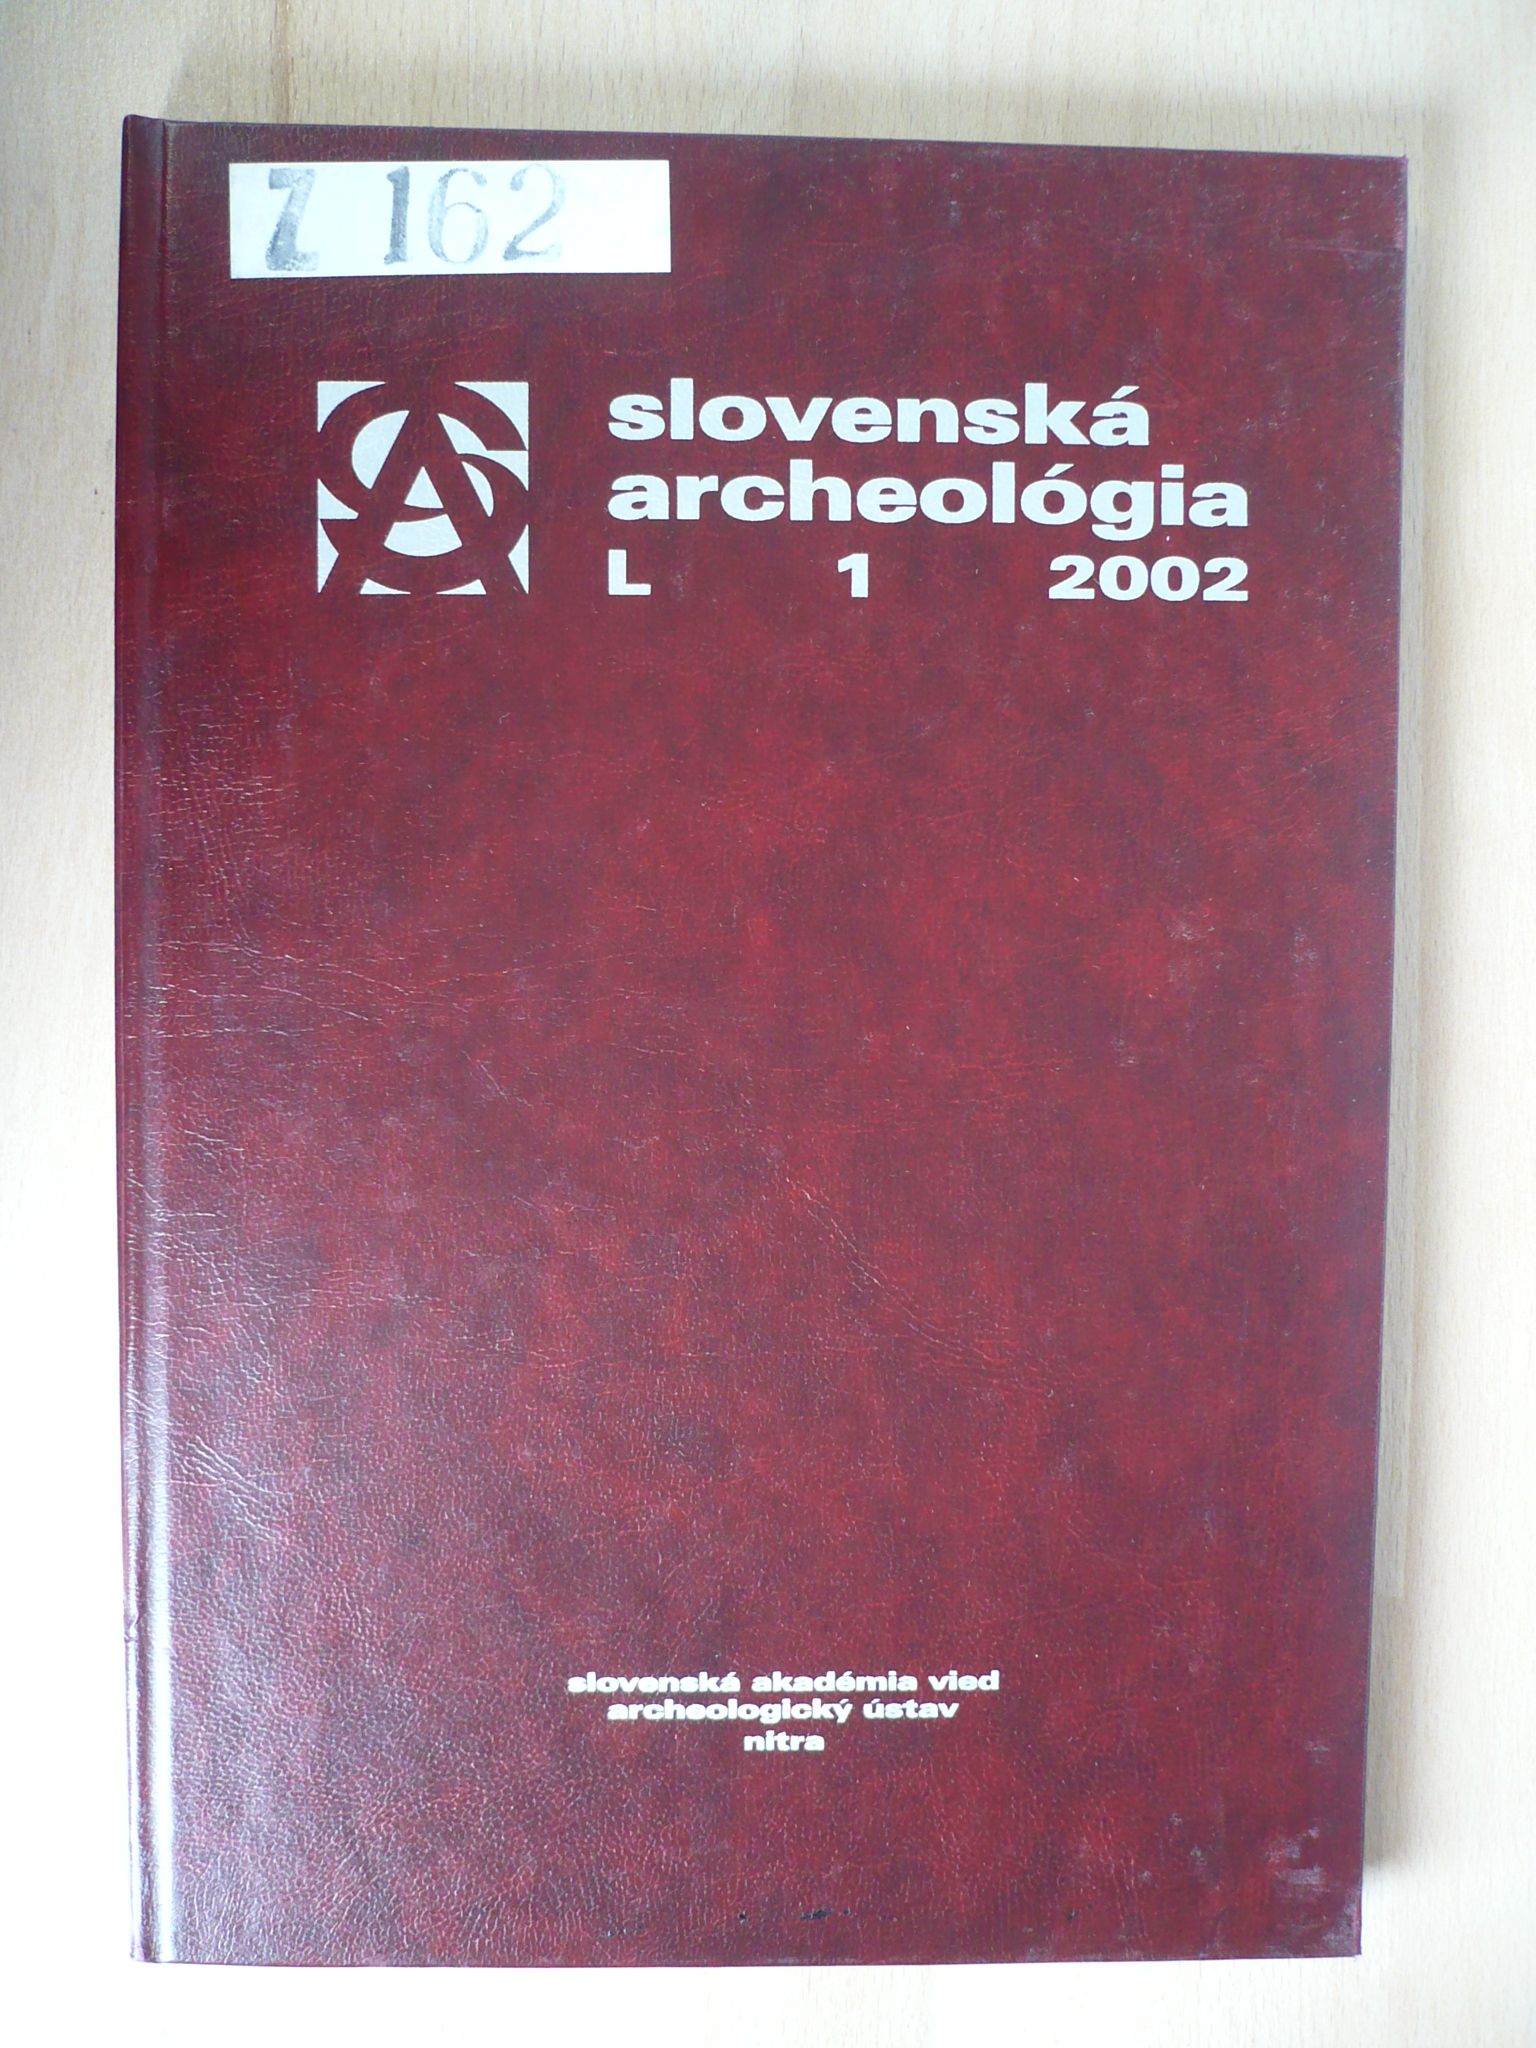 Z 162
slovenská
archeológia
L 1 2002
slovenská akadémia vied
archeologický ústav
nitra